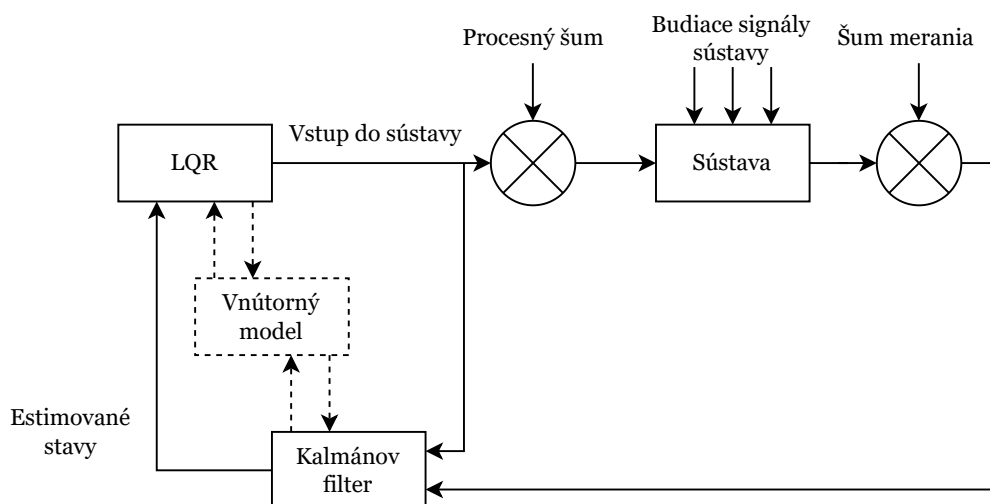 Procesný šum
Budiace signály
sústavy
Šum merania
LQR
Vstup do sústavy
Sústava
Vnútorný
model
Estimované
stavy
Kalmánov
filter